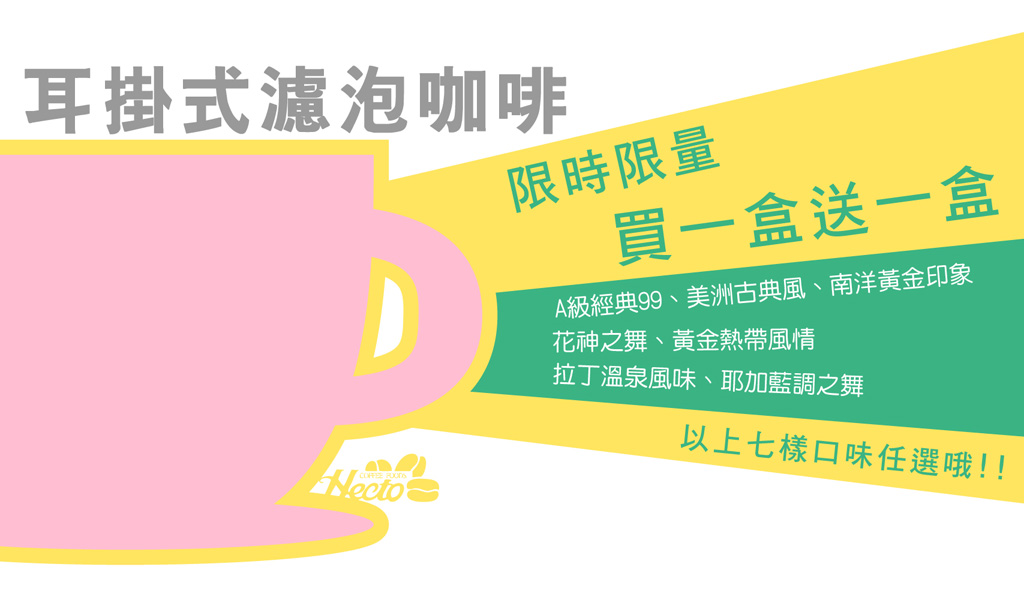 耳掛式濾泡咖啡
限時限量
買一盒送一盒
A級經典99、美洲古典風、南洋黃金印象
花神之舞、黃金熱帶風情
拉丁溫泉風味、耶加藍調之舞
以上七樣口味任選哦!!
Hecto